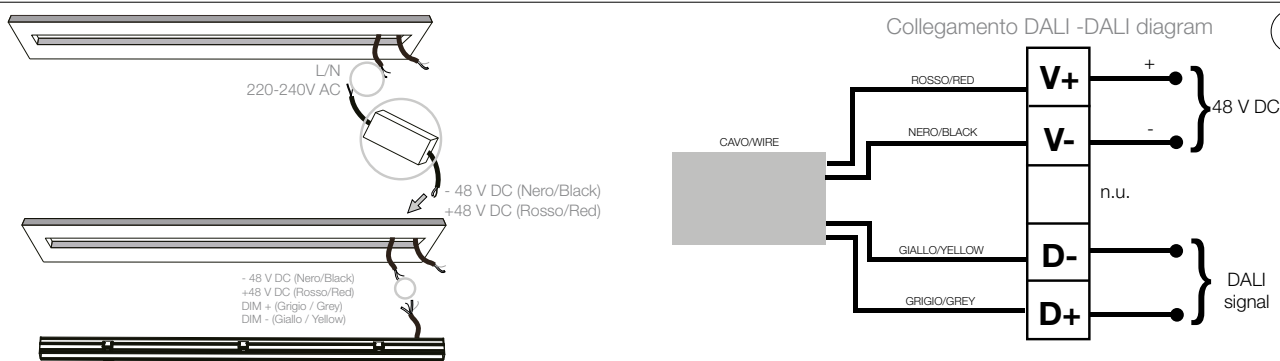 L/N
220-240V AC
- 48 V DC (Nero/Black)
+48 V DC (Rosso/Red)
- 48 V DC (Nero/Black)
+48 V DC (Rosso/Red)
DIM + (Grigio / Grey)
DIM - (Giallo / Yellow)
Collegamento DALI -DALI diagram
CAVO/WIRE
ROSSO/RED
V+
+
NERO/BLACK
V-
-
48 V DC
n.u.
GIALLO/YELLOW
D-
GRIGIO/GREY
D+
DALI
signal